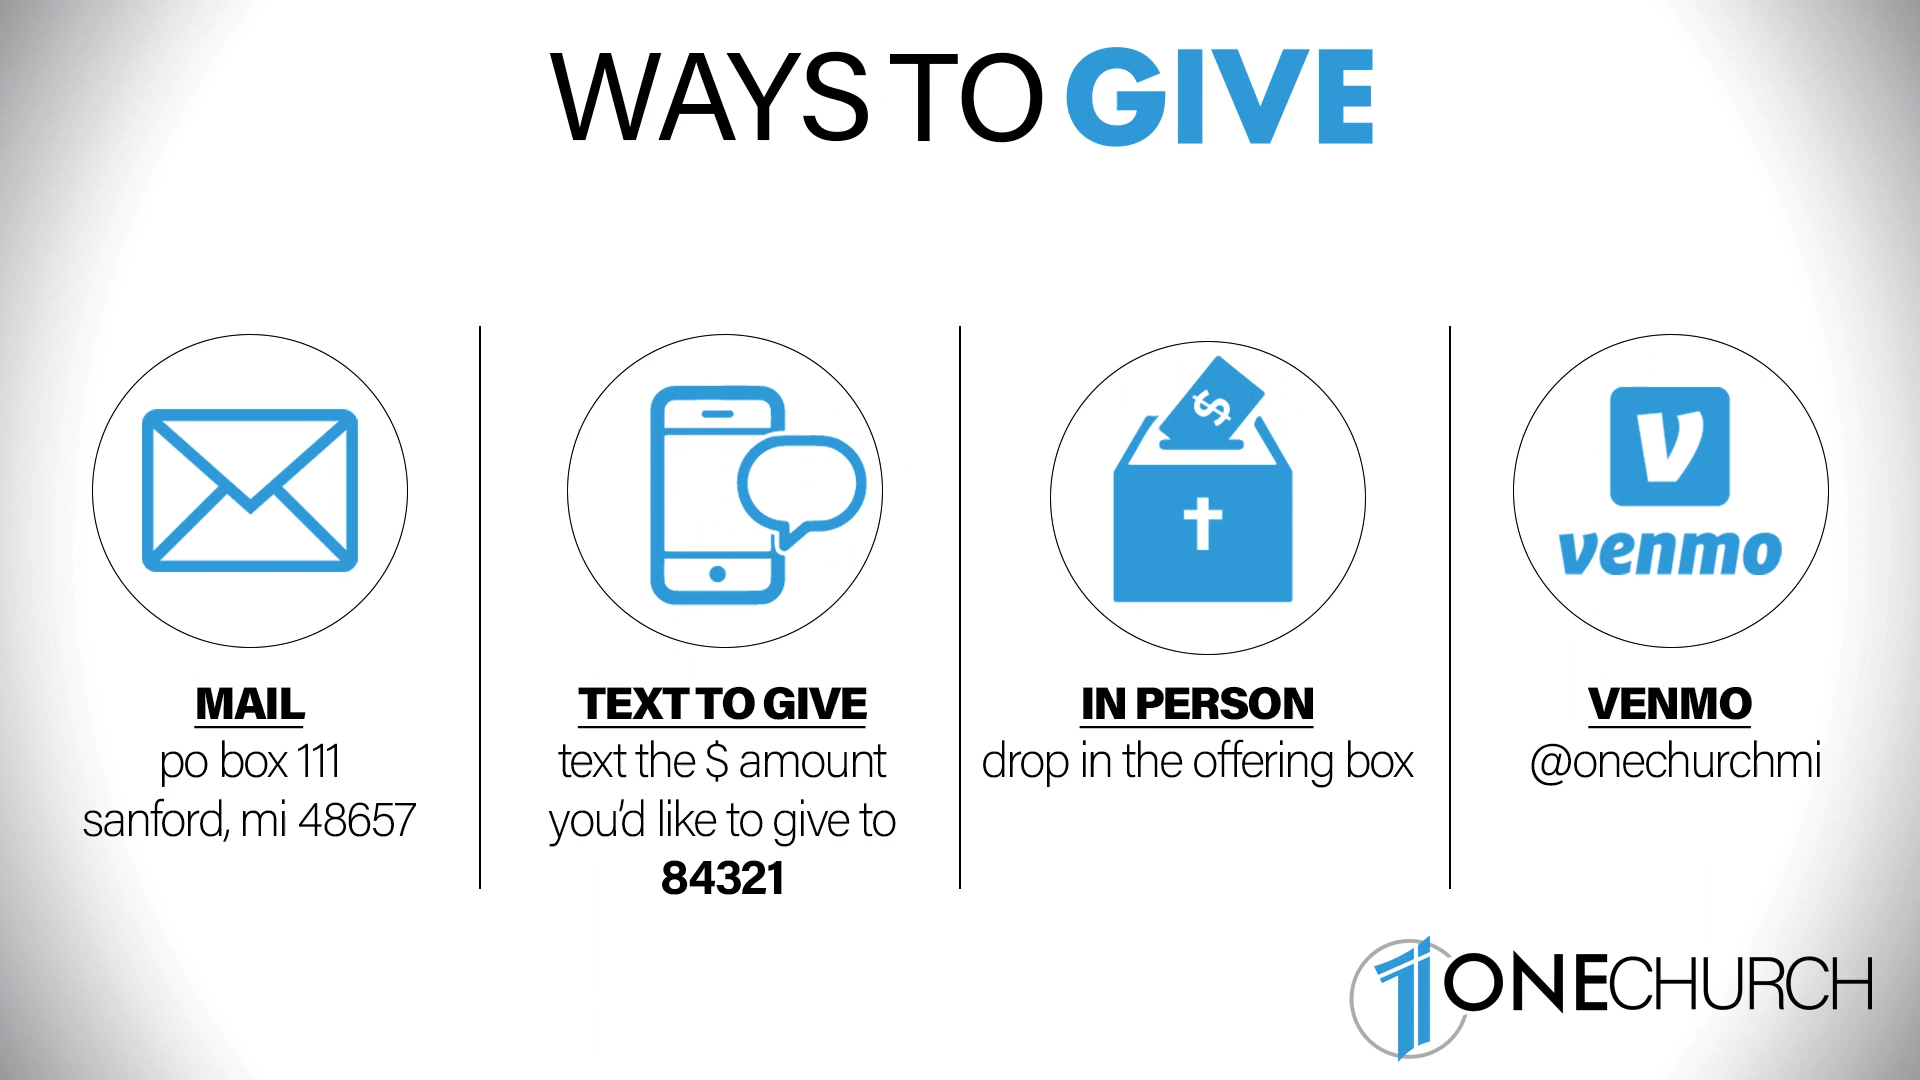 WAYS TO GIVE
V
venmo
$
MAIL
po box 111
sanford, mi 48657
TEXT TO GIVE
text the $ amount
you'd like to give to
84321
IN PERSON
drop in the offering box
VENMO
@onechurchmi
1 ONECHURCH